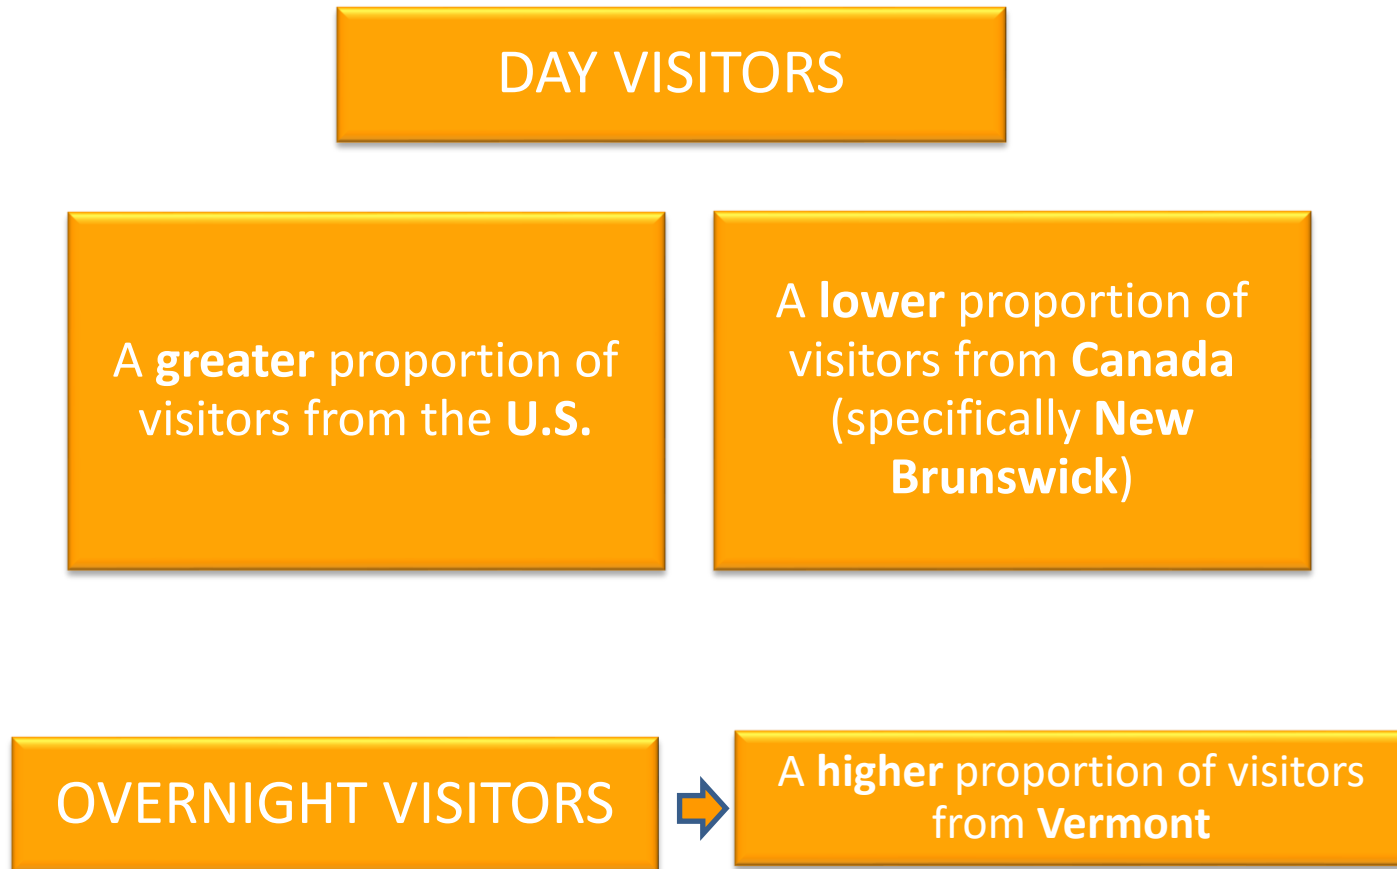 DAY VISITORS
A greater proportion of
visitors from the U.S.
A lower proportion of
visitors from Canada
(specifically New
Brunswick)
OVERNIGHT VISITORS
A higher proportion of visitors
from Vermont